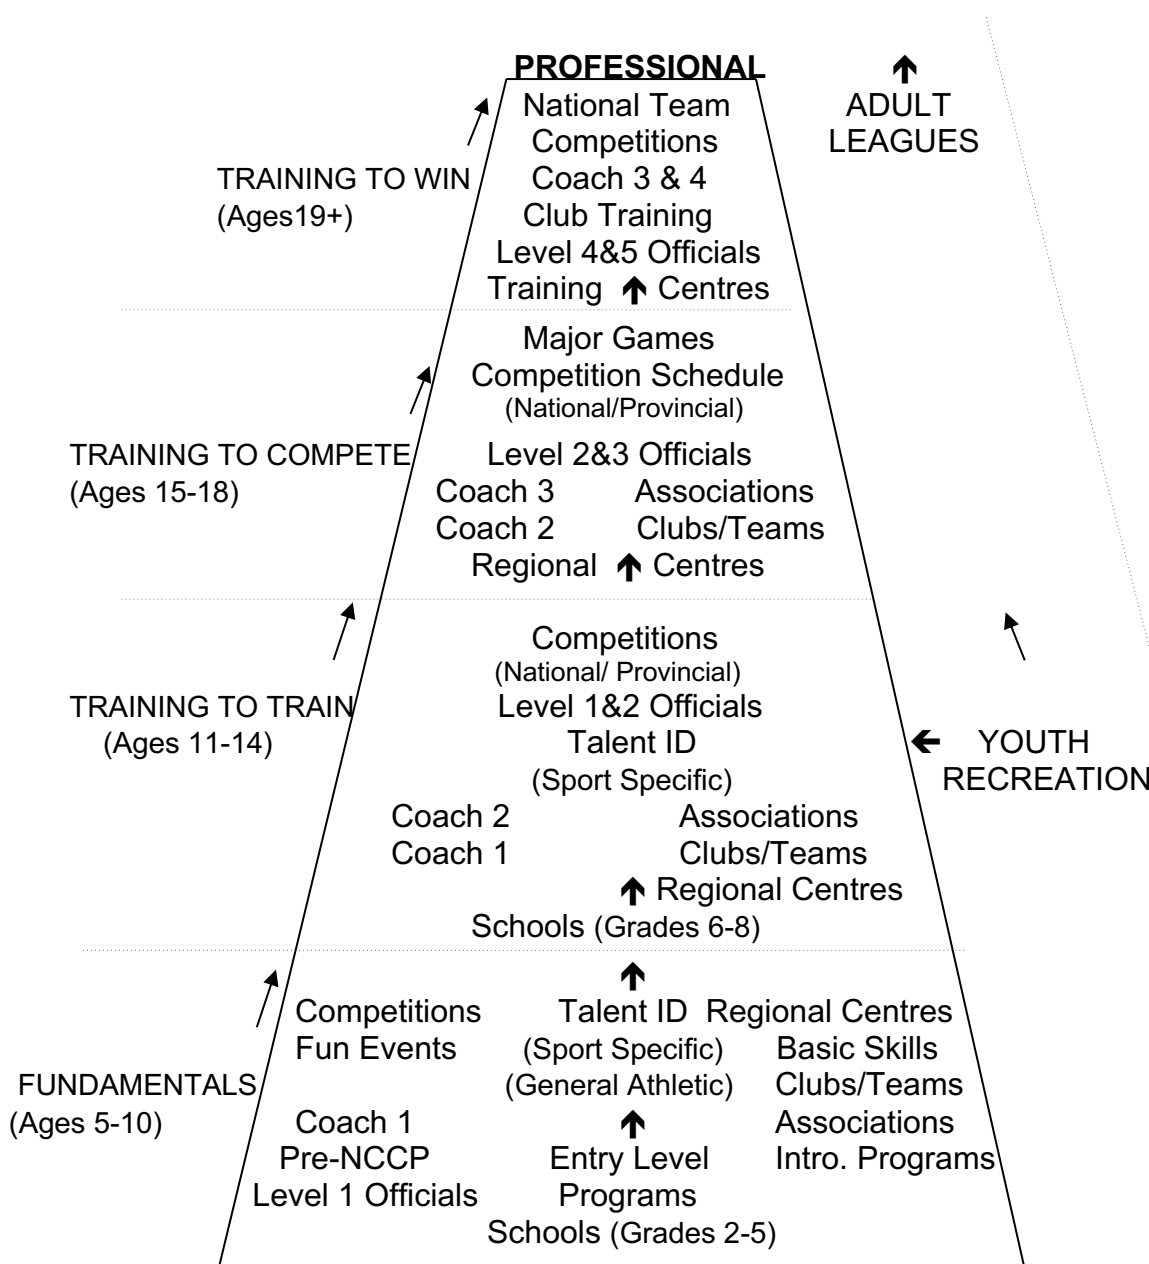 PROFESSIONAL
National Team
ADULT
Competitions
LEAGUES
TRAINING TO WIN
Coach 3 & 4
(Ages19+)
Club Training
Level 4&5 Officials
Training Centres
Major Games
Competition Schedule
(National/Provincial)
TRAINING TO COMPETE
Level 2&3 Officials
(Ages 15-18)
Coach 3 Associations
Coach 2 Clubs/Teams
Regional Centres
Competitions
(National/ Provincial)
TRAINING TO TRAIN
Level 1&2 Officials
(Ages 11-14)
Talent ID
YOUTH
(Sport Specific)
RECREATION
Coach 2 Associations
Coach 1 Clubs/Teams
Regional Centres
Schools (Grades 6-8)
Competitions Talent ID Regional Centres
Fun Events (Sport Specific) Basic Skills
FUNDAMENTALS (General Athletic) Clubs/Teams
(Ages 5-10) Coach 1 Associations
Pre-NCCP Entry Level Intro. Programs
Level 1 Officials Programs
Schools (Grades 2-5)